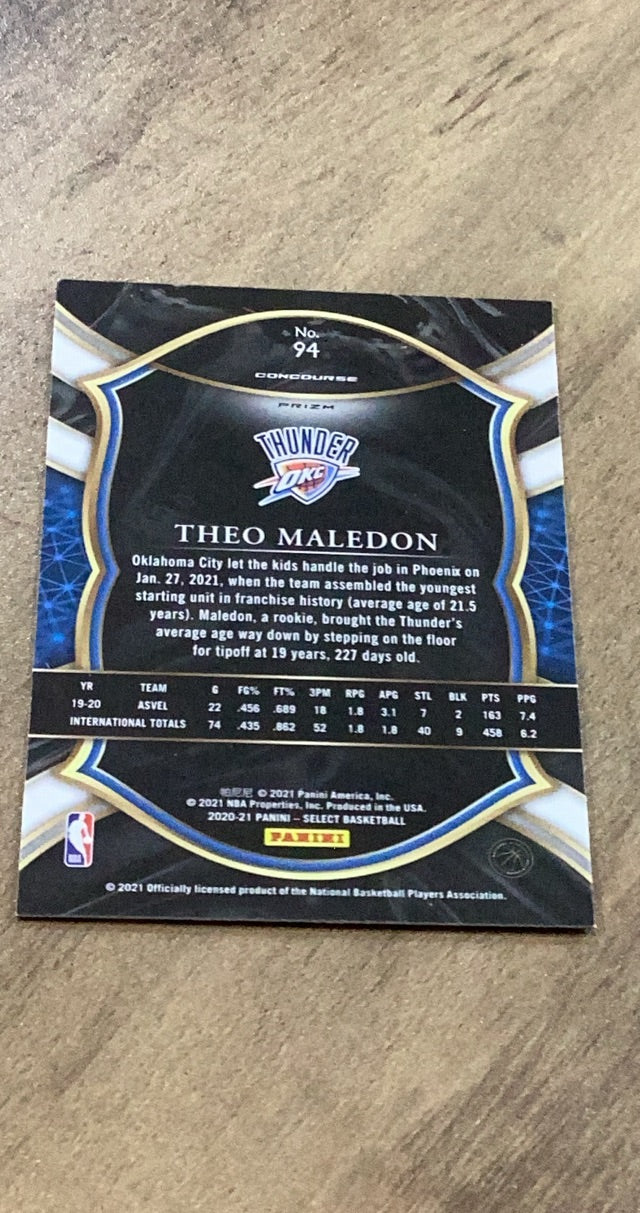 No.
94
CONCOURSE
PRIZM
THUNDER
OKC
THEO MALEDON
Oklahoma City let the kids handle the job in Phoenix on
Jan. 27, 2021, when the team assembled the youngest
starting unit in franchise history (average age of 21.5
years). Maledon, a rookie, brought the Thunder's
average age way down by stepping on the floor
for tipoff at 19 years, 227 days old.
YR TEAM G FG% FT% 3PM RPG APG STL BLK PTS PPG
19-20 ASVEL 22 .456 .689 18 1.8 3.1 7 2 163 7.4
INTERNATIONAL TOTALS 74 .435 .862 52 1.8 1.8 40 9 458 6.2
帕尼尼 © 2021 Panini America, Inc.
© 2021 NBA Properties, Inc. Produced in the USA.
2020-21 PANINI – SELECT BASKETBALL
PANINI
NBA
© 2021 Officially licensed product of the National Basketball Players Association.